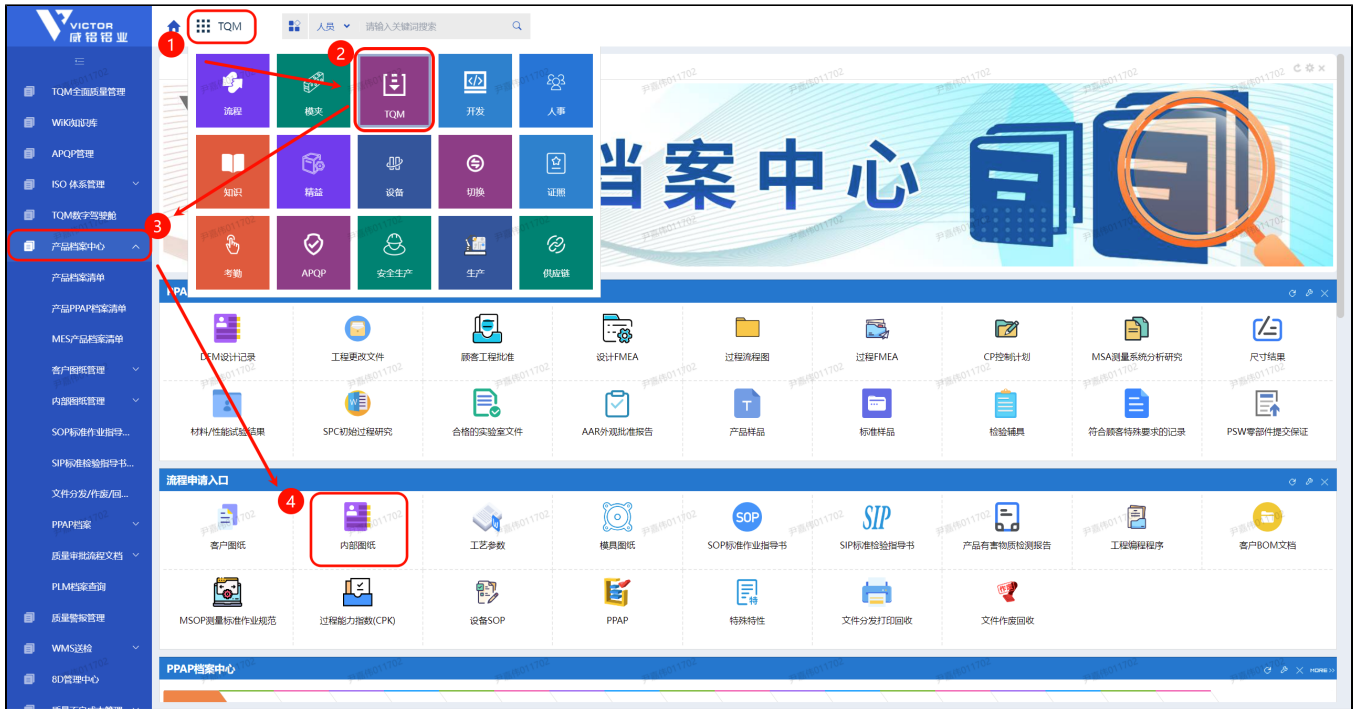 VICTOR
威铝铝业
TQM
人员
请输入关键词搜索
1
2
3
4
TQM全面质量管理
WiKi知识库
APQP管理
ISO 体系管理
TQM数字驾驶舱
产品档案中心
产品档案清单
产品PPAP档案清单
MES产品档案清单
客户图纸管理
内部图纸管理
SOP标准作业指导...
SIP标准检验指导书...
文件分发/作废/回...
PPAP档案
质量审批流程文档
PLM档案查询
质量警报管理
WMS送检
8D管理中心
流程
模夹
TQM
开发
人事
知识
精益
设备
切换
证照
考勤
APQP
安全生产
生产
供应链
档案中心
PPA
DFM设计记录
工程更改文件
顾客工程批准
设计FMEA
过程流程图
过程FMEA
CP控制计划
MSA测量系统分析研究
尺寸结果
材料/性能试验结果
SPC初始过程研究
合格的实验室文件
AAR外观批准报告
产品样品
标准样品
检验辅具
符合顾客特殊要求的记录
PSW零部件提交保证
流程申请入口
SOP
SIP
客户图纸
内部图纸
工艺参数
模具图纸
SOP标准作业指导书
SIP标准检验指导书
产品有害物质检测报告
工程编程程序
客户BOM文档
特
作废
MSOP测量标准作业规范
过程能力指数(CPK)
设备SOP
PPAP
特殊特性
文件分发打印回收
文件作废回收
PPAP档案中心
MORE>>